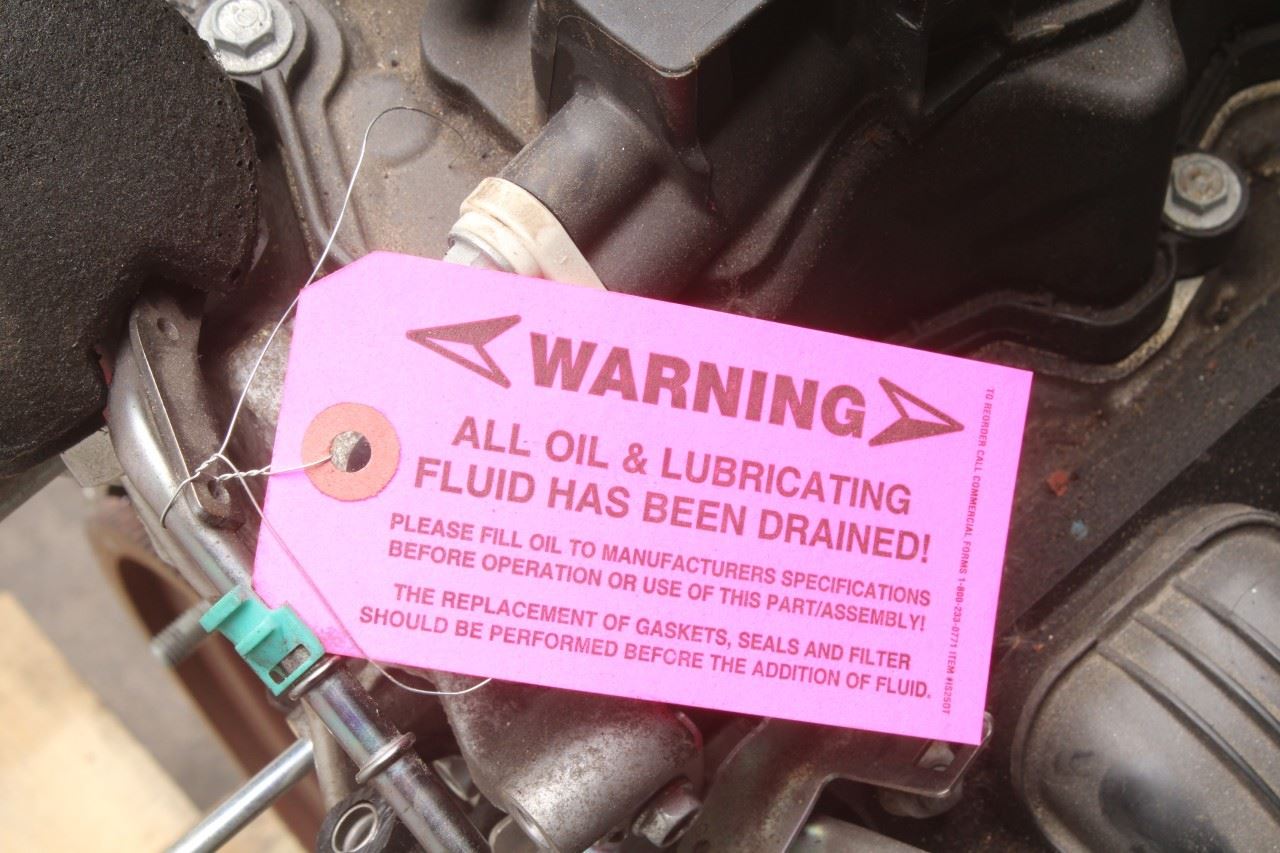 WARNING
ALL OIL & LUBRICATING
FLUID HAS BEEN DRAINED!
PLEASE FILL OIL TO MANUFACTURERS SPECIFICATIONS
BEFORE OPERATION OR USE OF THIS PART/ASSEMBLY!
THE REPLACEMENT OF GASKETS, SEALS AND FILTER
SHOULD BE PERFORMED BEFORE THE ADDITION OF FLUID.
TO REORDER CALL COMMERCIAL FORMS 1-800-233-0771 ITEM #IS250T